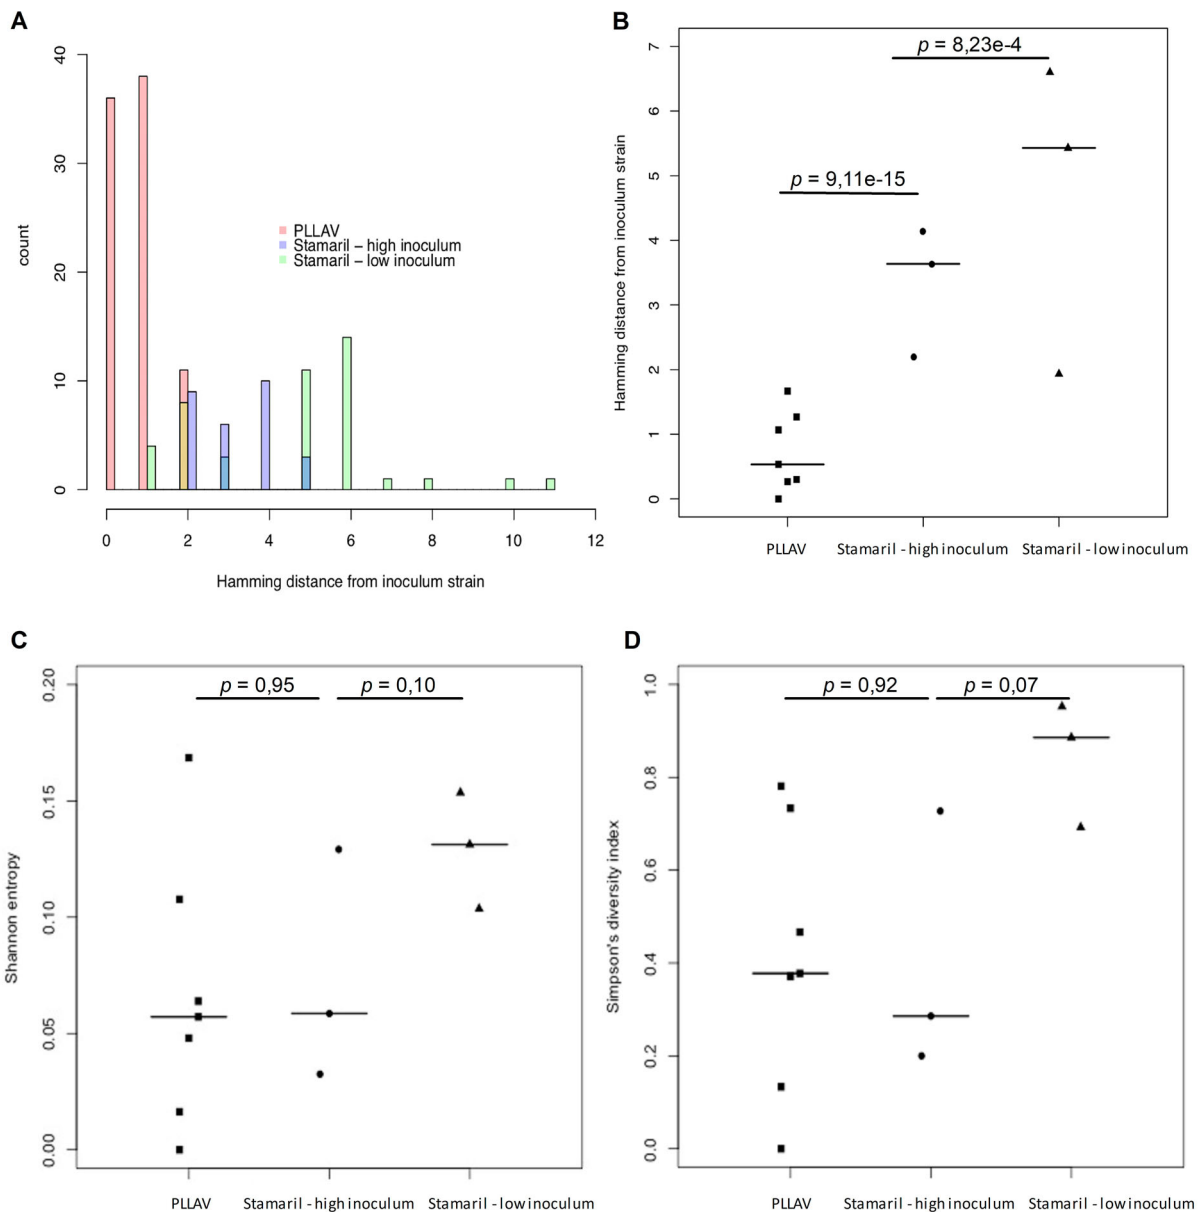 A
40
30
20
10
0
count
PLLAV
Stamaril – high inoculum
Stamaril – low inoculum
0 2 4 6 8 10 12
Hamming distance from inoculum strain
B
7
6
5
4
3
2
1
0
Hamming distance from inoculum strain
p = 8,23e-4
p = 9,11e-15
PLLAV Stamaril - high inoculum Stamaril - low inoculum
C
0.20
0.15
0.10
0.05
0.00
Shannon entropy
p = 0,95 p = 0,10
PLLAV Stamaril - high inoculum Stamaril - low inoculum
D
1.0
0.8
0.6
0.4
0.2
0.0
Simpson's diversity index
p = 0,92 p = 0,07
PLLAV Stamaril - high inoculum Stamaril - low inoculum